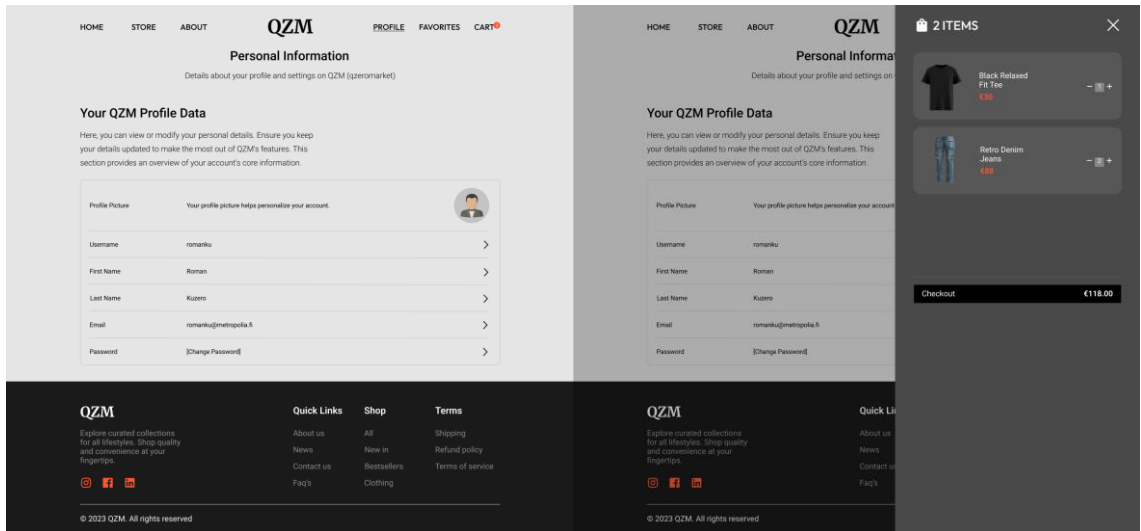 HOME STORE ABOUT QZM PROFILE FAVORITES CART
Personal Information
Details about your profile and settings on QZM (qzeromarket)
Your QZM Profile Data
Here, you can view or modify your personal details. Ensure you keep
your details updated to make the most out of QZM's features. This
section provides an overview of your account's core information.
Profile Picture Your profile picture helps personalize your account.
Username romanku
First Name Roman
Last Name Kuzero
Email romanku@metropolia.fi
Password [Change Password]
QZM
Explore curated collections
for all lifestyles. Shop quality
and convenience at your
fingertips.
Quick Links
About us
News
Contact us
Faq's
Shop
All
New in
Bestsellers
Clothing
Terms
Shipping
Refund policy
Terms of service
© 2023 QZM. All rights reserved
HOME STORE ABOUT QZM
Personal Informa
Details about your profile and settings on
Your QZM Profile Data
Here, you can view or modify your personal details. Ensure you keep
your details updated to make the most out of QZM's features. This
section provides an overview of your account's core information.
Profile Picture Your profile picture helps personalize your account
Username romanku
First Name Roman
Last Name Kuzero
Email romanku@metropolia.fi
Password [Change Password]
QZM
Explore curated collections
for all lifestyles. Shop quality
and convenience at your
fingertips.
Quick Li
About us
News
Contact us
Faq's
© 2023 QZM. All rights reserved
2 ITEMS
Black Relaxed
Fit Tee
− 1 +
Retro Denim
Jeans
− 2 +
Checkout €118.00